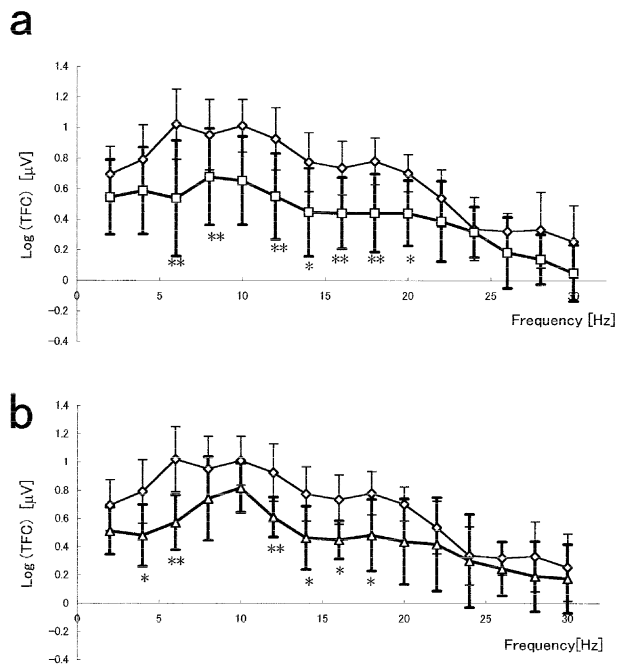 a
Log (TFC) [μV]
1.4
1.2
1
0.8
0.6
0.4
0.2
0
−0.2
−0.4
** ** ** * ** ** *
0 5 10 15 20 25 30
Frequency [Hz]
b
Log (TFC) [μV]
1.4
1.2
1
0.8
0.6
0.4
0.2
0
−0.2
−0.4
* ** ** * * *
0 5 10 15 20 25 30
Frequency[Hz]